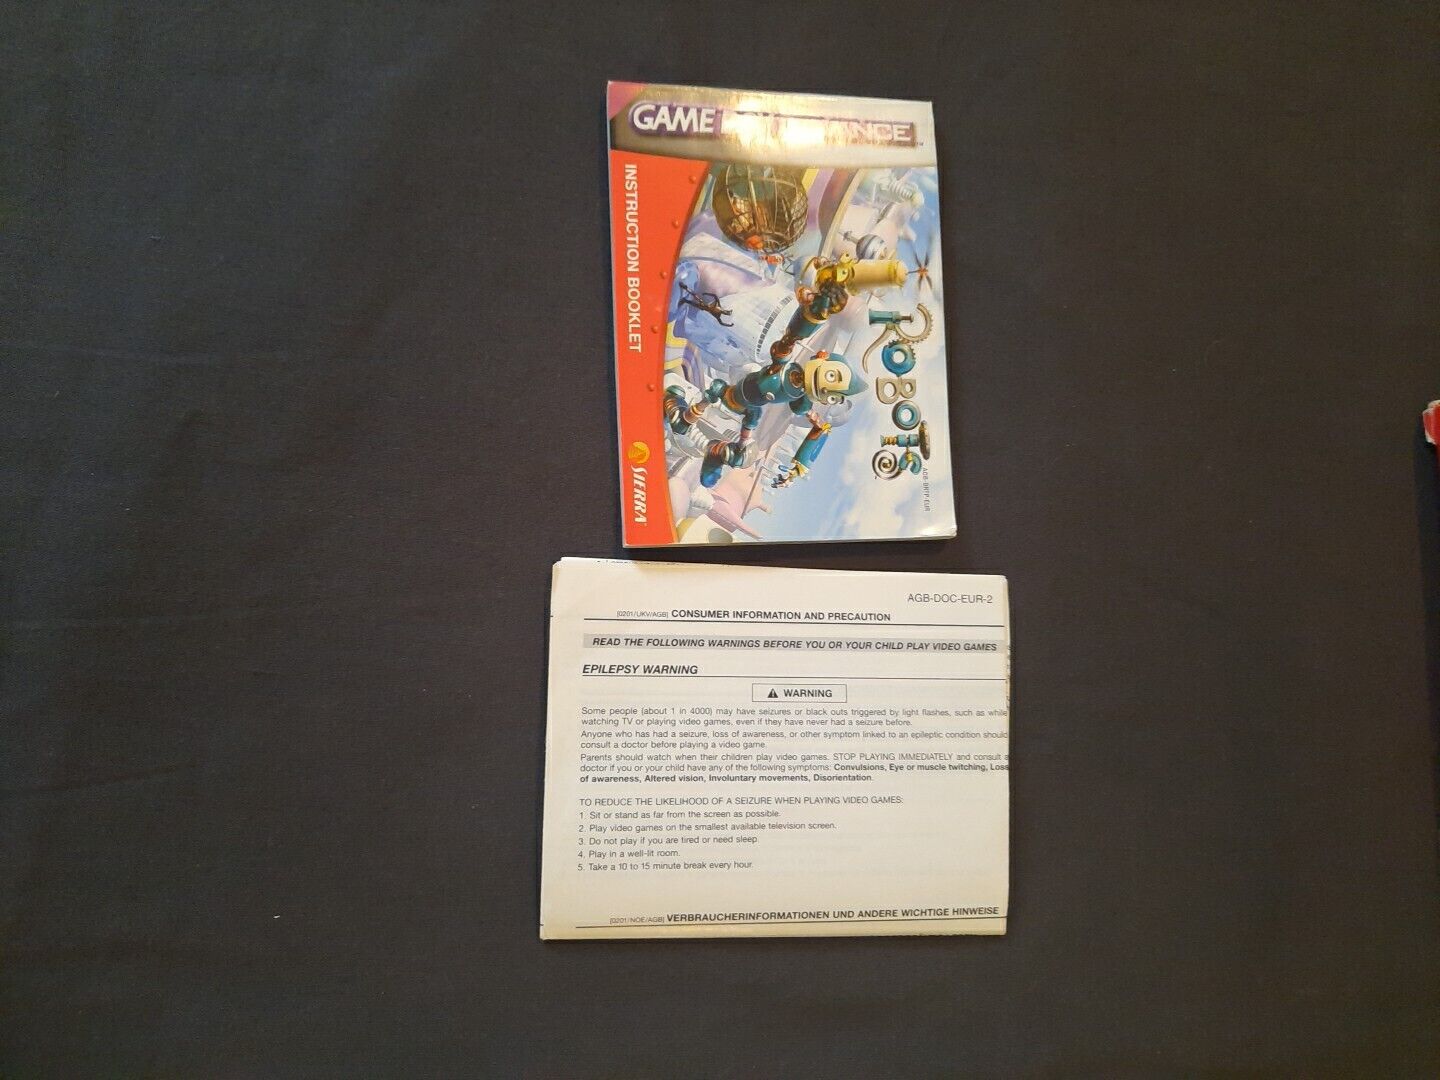 GAME BOY ADVANCE
INSTRUCTION BOOKLET
ROBOTS
AGB-BRTP-EUR
SIERRA
AGB-DOC-EUR-2
[0201/UKV/AGB] CONSUMER INFORMATION AND PRECAUTION
READ THE FOLLOWING WARNINGS BEFORE YOU OR YOUR CHILD PLAY VIDEO GAMES
EPILEPSY WARNING
WARNING
Some people (about 1 in 4000) may have seizures or black outs triggered by light flashes, such as while
watching TV or playing video games, even if they have never had a seizure before.
Anyone who has had a seizure, loss of awareness, or other symptom linked to an epileptic condition should
consult a doctor before playing a video game.
Parents should watch when their children play video games. STOP PLAYING IMMEDIATELY and consult a
doctor if you or your child have any of the following symptoms: Convulsions, Eye or muscle twitching, Loss
of awareness, Altered vision, Involuntary movements, Disorientation.
TO REDUCE THE LIKELIHOOD OF A SEIZURE WHEN PLAYING VIDEO GAMES:
1. Sit or stand as far from the screen as possible.
2. Play video games on the smallest available television screen.
3. Do not play if you are tired or need sleep.
4. Play in a well-lit room.
5. Take a 10 to 15 minute break every hour.
[0201/NOE/AGB] VERBRAUCHERINFORMATIONEN UND ANDERE WICHTIGE HINWEISE